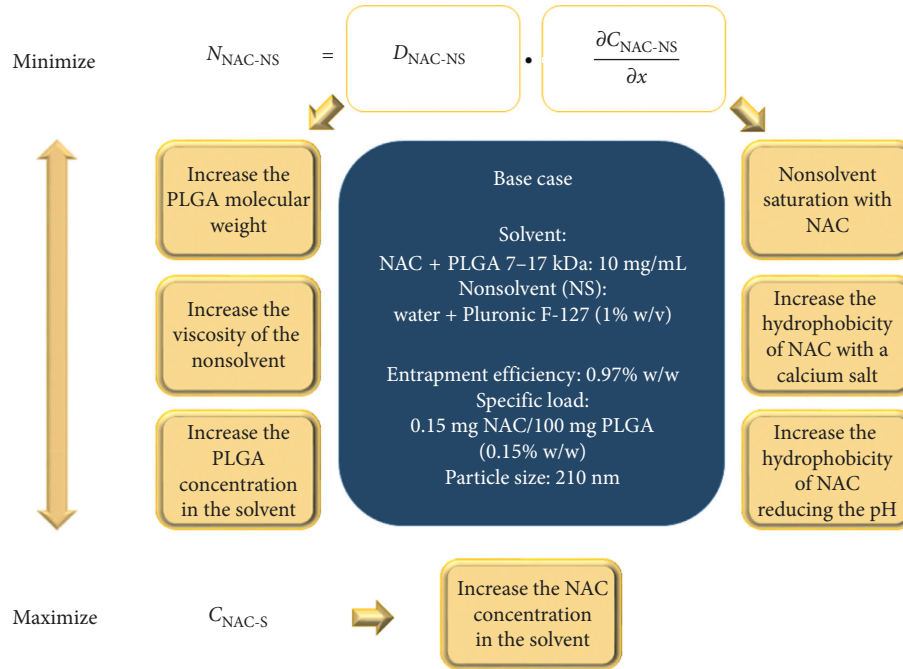 Minimize
N_NAC-NS = D_NAC-NS • ∂C_NAC-NS / ∂x
Increase the
PLGA molecular
weight
Increase the
viscosity of the
nonsolvent
Increase the
PLGA
concentration
in the solvent
Base case
Solvent:
NAC + PLGA 7–17 kDa: 10 mg/mL
Nonsolvent (NS):
water + Pluronic F-127 (1% w/v)
Entrapment efficiency: 0.97% w/w
Specific load:
0.15 mg NAC/100 mg PLGA
(0.15% w/w)
Particle size: 210 nm
Nonsolvent
saturation with
NAC
Increase the
hydrophobicity
of NAC with a
calcium salt
Increase the
hydrophobicity
of NAC
reducing the pH
Maximize
C_NAC-S
Increase the NAC
concentration
in the solvent